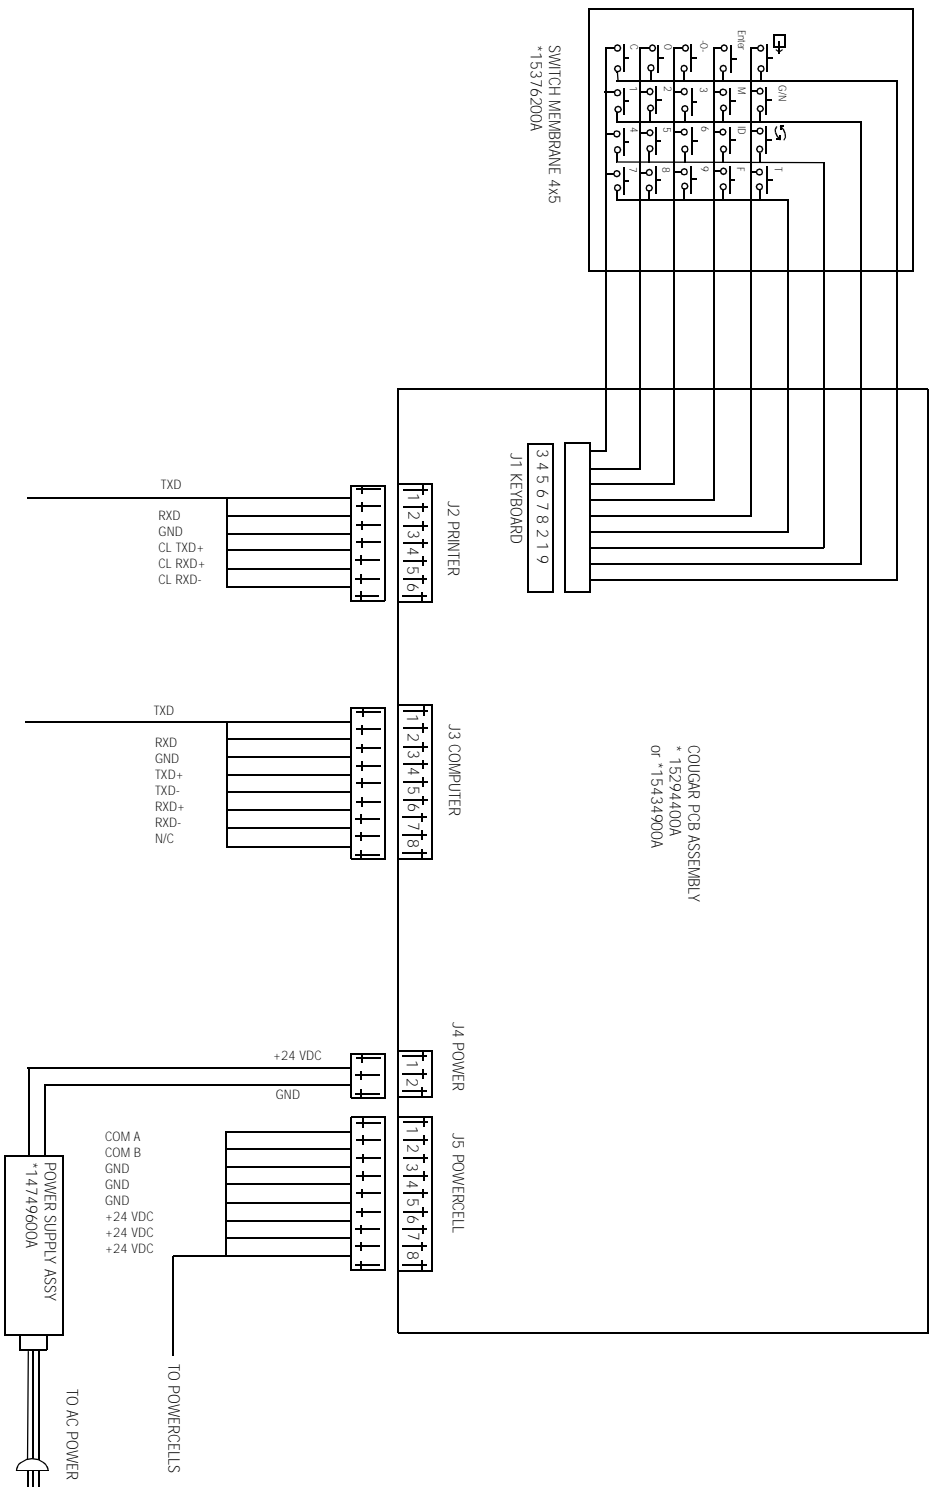 Enter
-0-
0
C
G/N
M
3
2
1
ID
6
5
4
T
F
9
8
7
SWITCH MEMBRANE 4x5
*15376200A
3 4 5 6 7 8 2 1 9
J1 KEYBOARD
TXD
RXD
GND
CL TXD+
CL RXD+
CL RXD-
1 2 3 4 5 6
J2 PRINTER
TXD
RXD
GND
TXD+
TXD-
RXD+
RXD-
N/C
1 2 3 4 5 6 7 8
J3 COMPUTER
COUGAR PCB ASSEMBLY
* 15294400A
or *15434900A
+24 VDC
GND
1 2
J4 POWER
COM A
COM B
GND
GND
GND
+24 VDC
+24 VDC
+24 VDC
1 2 3 4 5 6 7 8
J5 POWERCELL
POWER SUPPLY ASSY
*14749600A
TO POWERCELLS
TO AC POWER